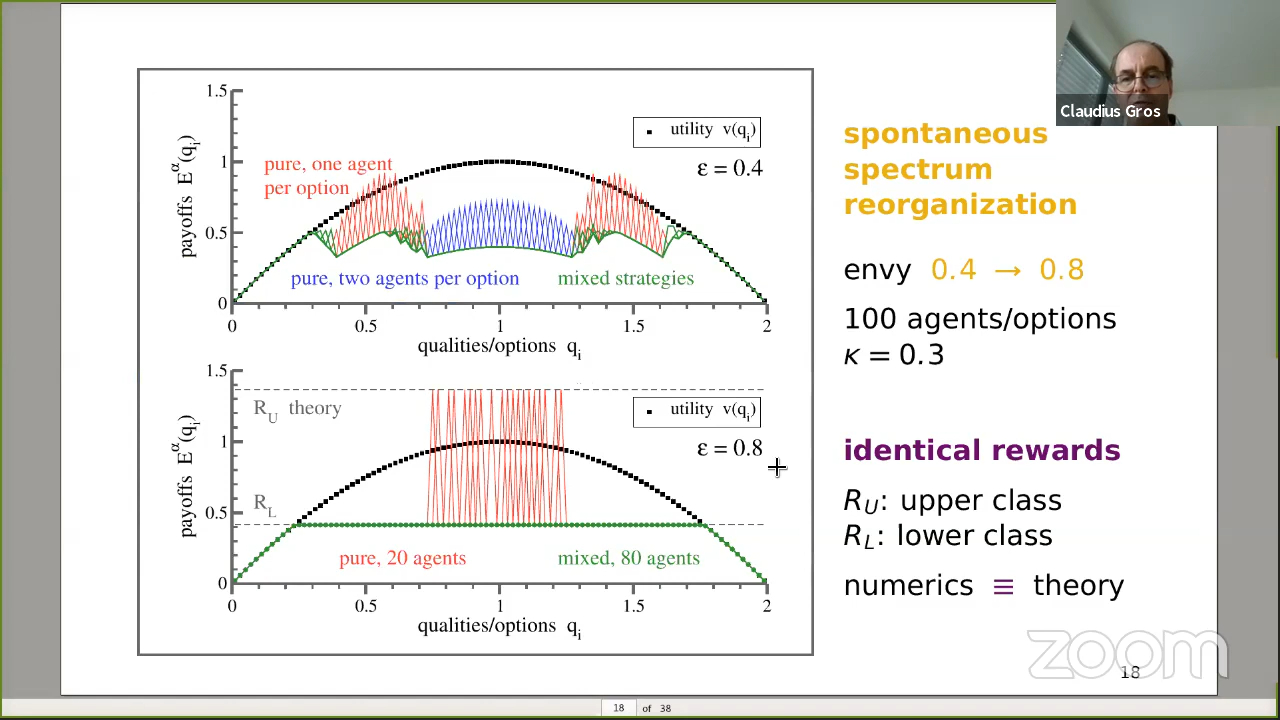 Claudius Gros
1.5
1
0.5
0
payoffs E^α(q_i)
utility v(q_i)
ε = 0.4
pure, one agent
per option
pure, two agents per option
mixed strategies
0 0.5 1 1.5 2
qualities/options q_i
1.5
1
0.5
0
payoffs E^α(q_i)
R_U theory
utility v(q_i)
ε = 0.8
R_L
pure, 20 agents
mixed, 80 agents
0 0.5 1 1.5 2
qualities/options q_i
spontaneous
spectrum
reorganization
envy 0.4 → 0.8
100 agents/options
κ = 0.3
identical rewards
R_U: upper class
R_L: lower class
numerics ≡ theory
zoom
18
18 of 38